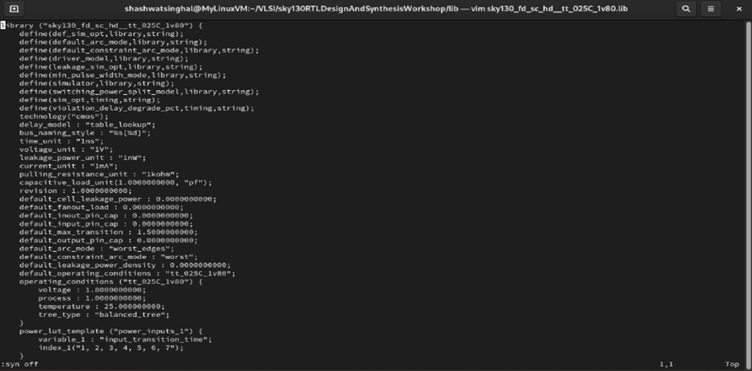 shashwatsinghal@MyLinuxVM:~/VLSI/sky130RTLDesignAndSynthesisWorkshop/lib — vim sky130_fd_sc_hd__tt_025C_1v80.lib
library ("sky130_fd_sc_hd__tt_025C_1v80") {
    define(def_sim_opt,library,string);
    define(default_arc_mode,library,string);
    define(default_constraint_arc_mode,library,string);
    define(driver_model,library,string);
    define(leakage_sim_opt,library,string);
    define(min_pulse_width_mode,library,string);
    define(simulator,library,string);
    define(switching_power_split_model,library,string);
    define(sim_opt,timing,string);
    define(violation_delay_degrade_pct,timing,string);
    technology("cmos");
    delay_model : "table_lookup";
    bus_naming_style : "%s[%d]";
    time_unit : "1ns";
    voltage_unit : "1V";
    leakage_power_unit : "1nW";
    current_unit : "1mA";
    pulling_resistance_unit : "1kohm";
    capacitive_load_unit(1.0000000000, "pf");
    revision : 1.0000000000;
    default_cell_leakage_power : 0.0000000000;
    default_fanout_load : 0.0000000000;
    default_inout_pin_cap : 0.0000000000;
    default_input_pin_cap : 0.0000000000;
    default_max_transition : 1.5000000000;
    default_output_pin_cap : 0.0000000000;
    default_arc_mode : "worst_edges";
    default_constraint_arc_mode : "worst";
    default_leakage_power_density : 0.0000000000;
    default_operating_conditions : "tt_025C_1v80";
    operating_conditions ("tt_025C_1v80") {
        voltage : 1.8000000000;
        process : 1.0000000000;
        temperature : 25.000000000;
        tree_type : "balanced_tree";
    }
    power_lut_template ("power_inputs_1") {
        variable_1 : "input_transition_time";
        index_1("1, 2, 3, 4, 5, 6, 7");
    }
:syn off 1,1 Top